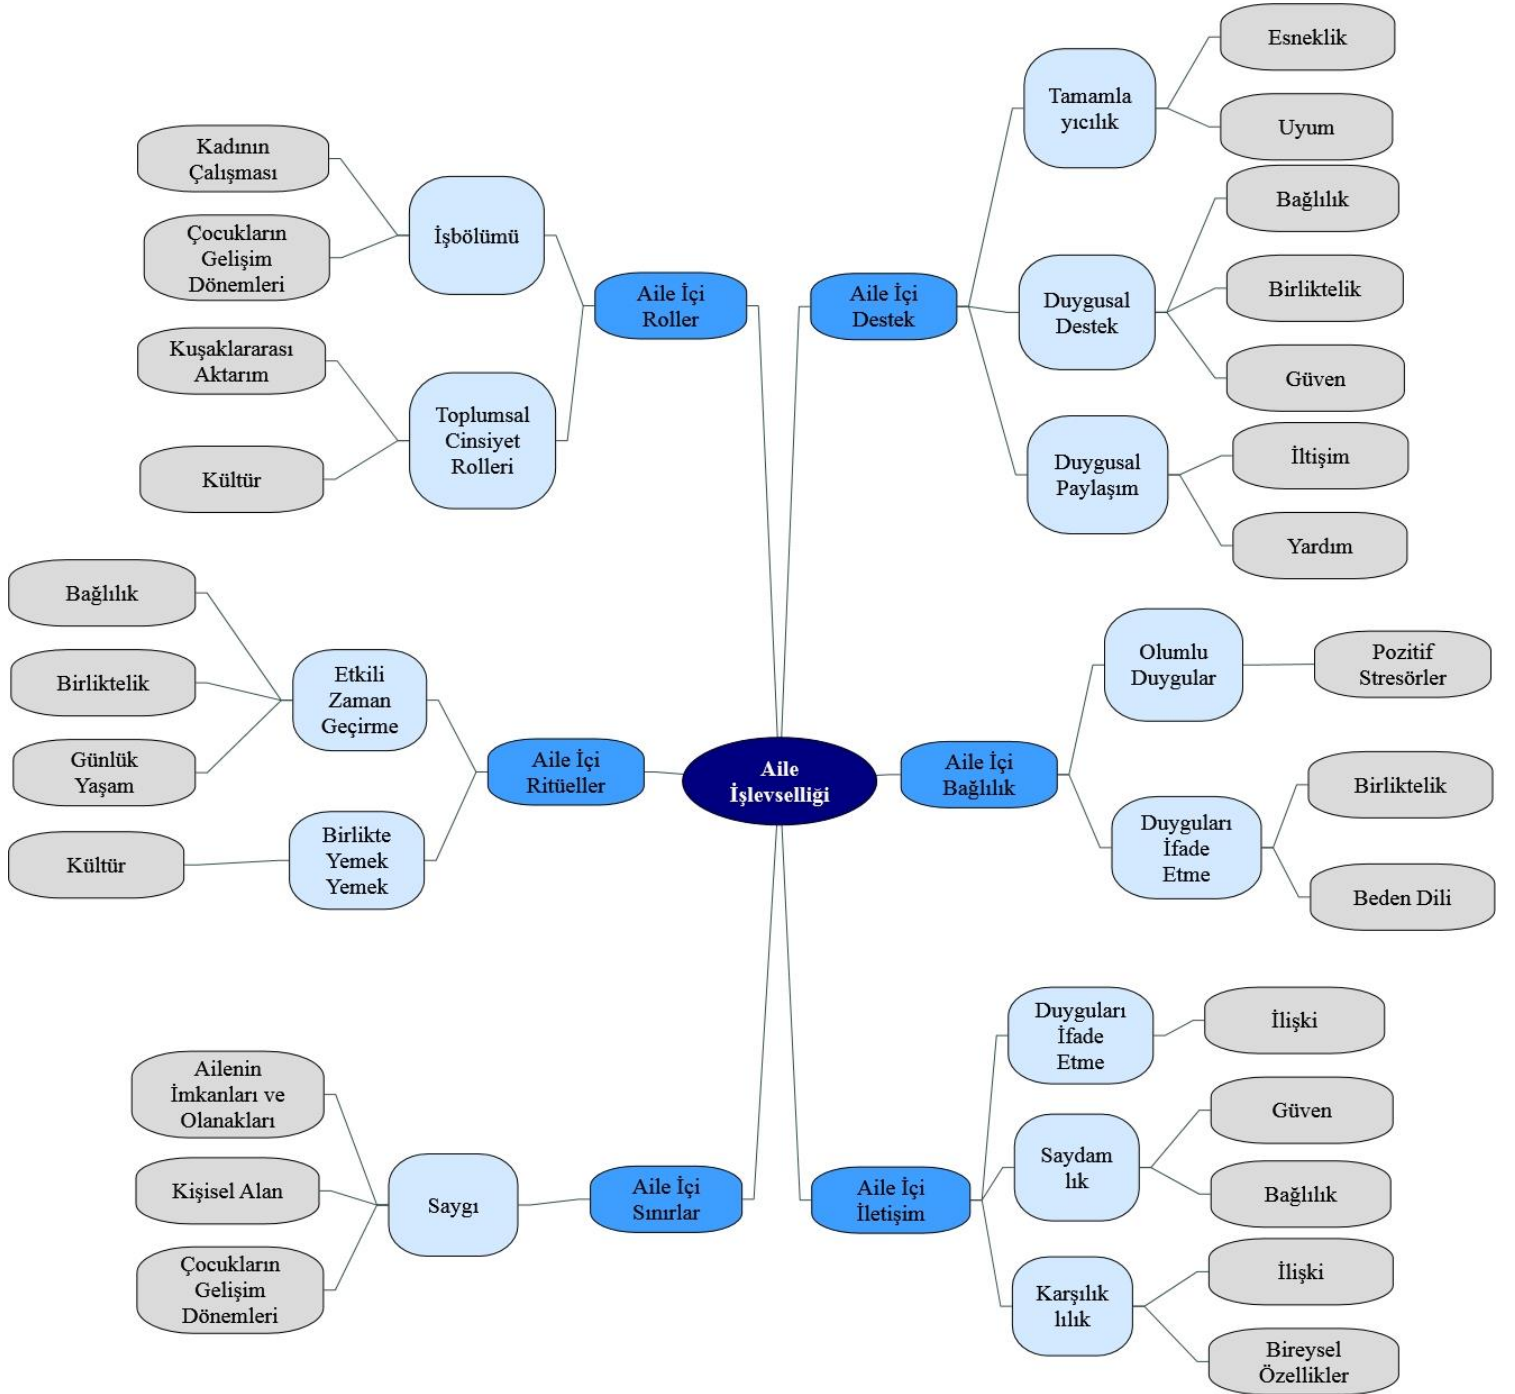 Aile
İşlevselliği
Aile İçi
Roller
İşbölümü
Kadının
Çalışması
Çocukların
Gelişim
Dönemleri
Toplumsal
Cinsiyet
Rolleri
Kuşaklararası
Aktarım
Kültür
Aile İçi
Ritüeller
Etkili
Zaman
Geçirme
Bağlılık
Birliktelik
Günlük
Yaşam
Birlikte
Yemek
Yemek
Kültür
Aile İçi
Sınırlar
Saygı
Ailenin
İmkanları ve
Olanakları
Kişisel Alan
Çocukların
Gelişim
Dönemleri
Aile İçi
Destek
Tamamla
yıcılık
Esneklik
Uyum
Duygusal
Destek
Bağlılık
Birliktelik
Güven
Duygusal
Paylaşım
İltişim
Yardım
Aile İçi
Bağlılık
Olumlu
Duygular
Pozitif
Stresörler
Duyguları
İfade
Etme
Birliktelik
Beden Dili
Aile İçi
İletişim
Duyguları
İfade
Etme
İlişki
Saydam
lık
Güven
Bağlılık
Karşılık
lılık
İlişki
Bireysel
Özellikler